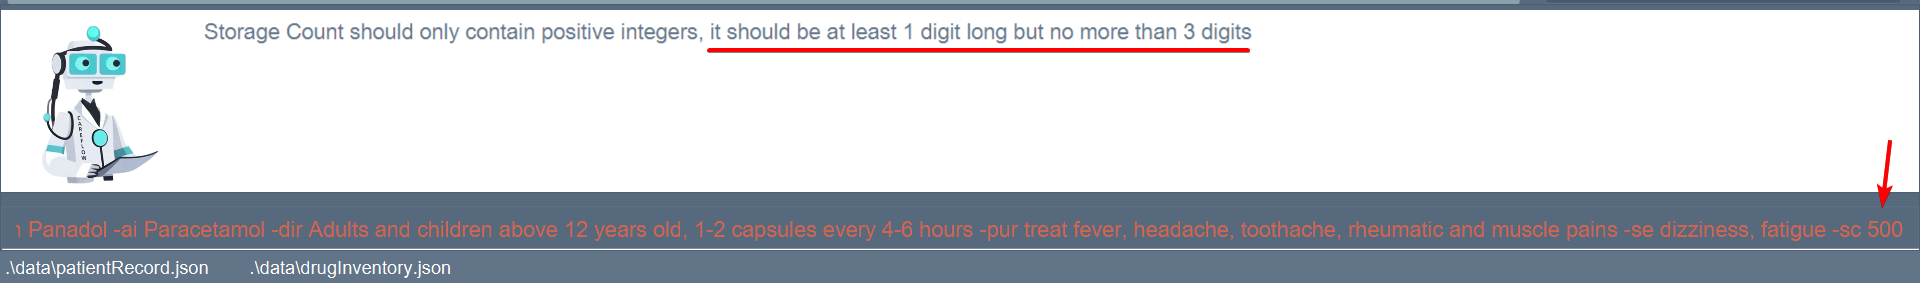 Storage Count should only contain positive integers, it should be at least 1 digit long but no more than 3 digits
CAREFLOW
Panadol -ai Paracetamol -dir Adults and children above 12 years old, 1-2 capsules every 4-6 hours -pur treat fever, headache, toothache, rheumatic and muscle pains -se dizziness, fatigue -sc 500
.\data\patientRecord.json .\data\drugInventory.json